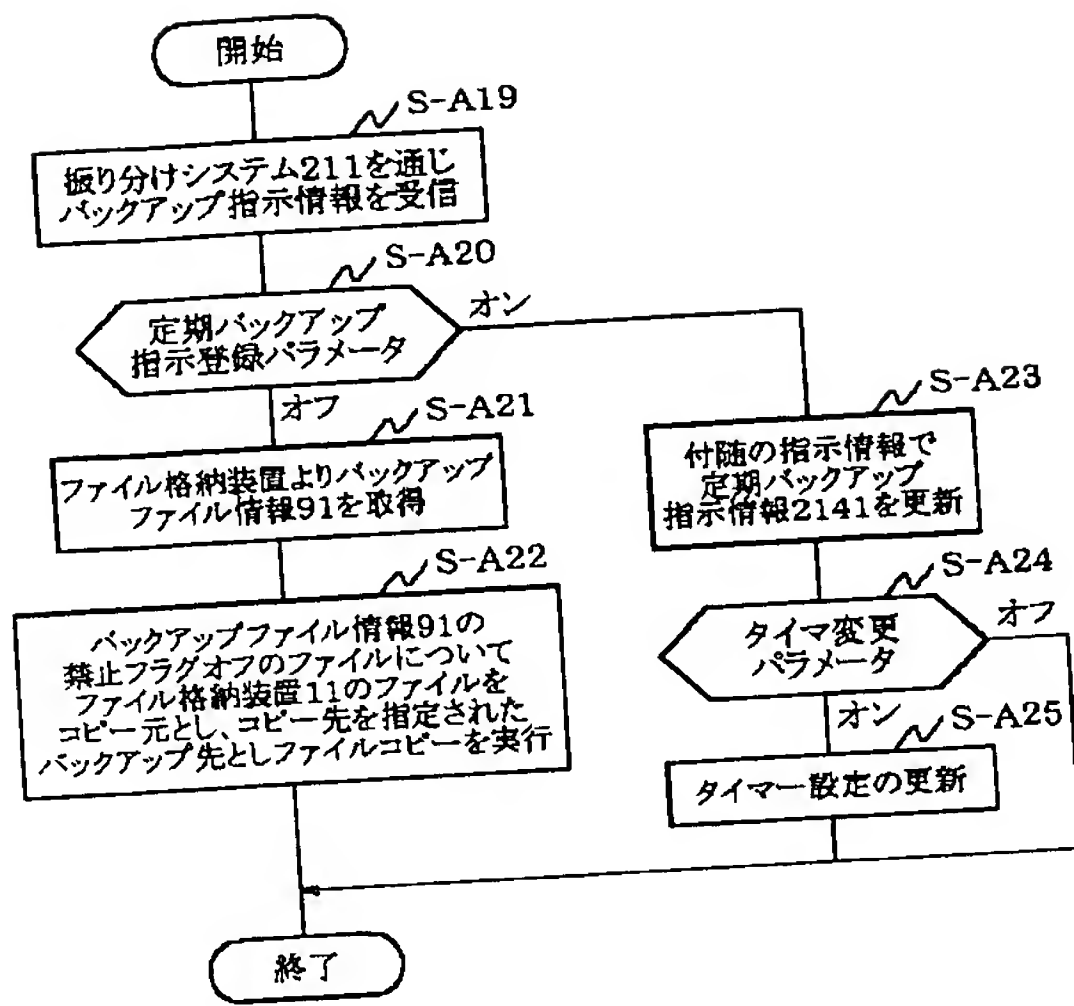 開始
S-A19
振り分けシステム211を通じ
バックアップ指示情報を受信
S-A20
定期バックアップ
指示登録パラメータ
オン
オフ
S-A21
ファイル格納装置よりバックアップ
ファイル情報91を取得
S-A22
バックアップファイル情報91の
禁止フラグオフのファイルについて
ファイル格納装置11のファイルを
コピー元とし、コピー先を指定された
バックアップ先としファイルコピーを実行
S-A23
付随の指示情報で
定期バックアップ
指示情報2141を更新
S-A24
タイマ変更
パラメータ
オフ
オン
S-A25
タイマー設定の更新
終了